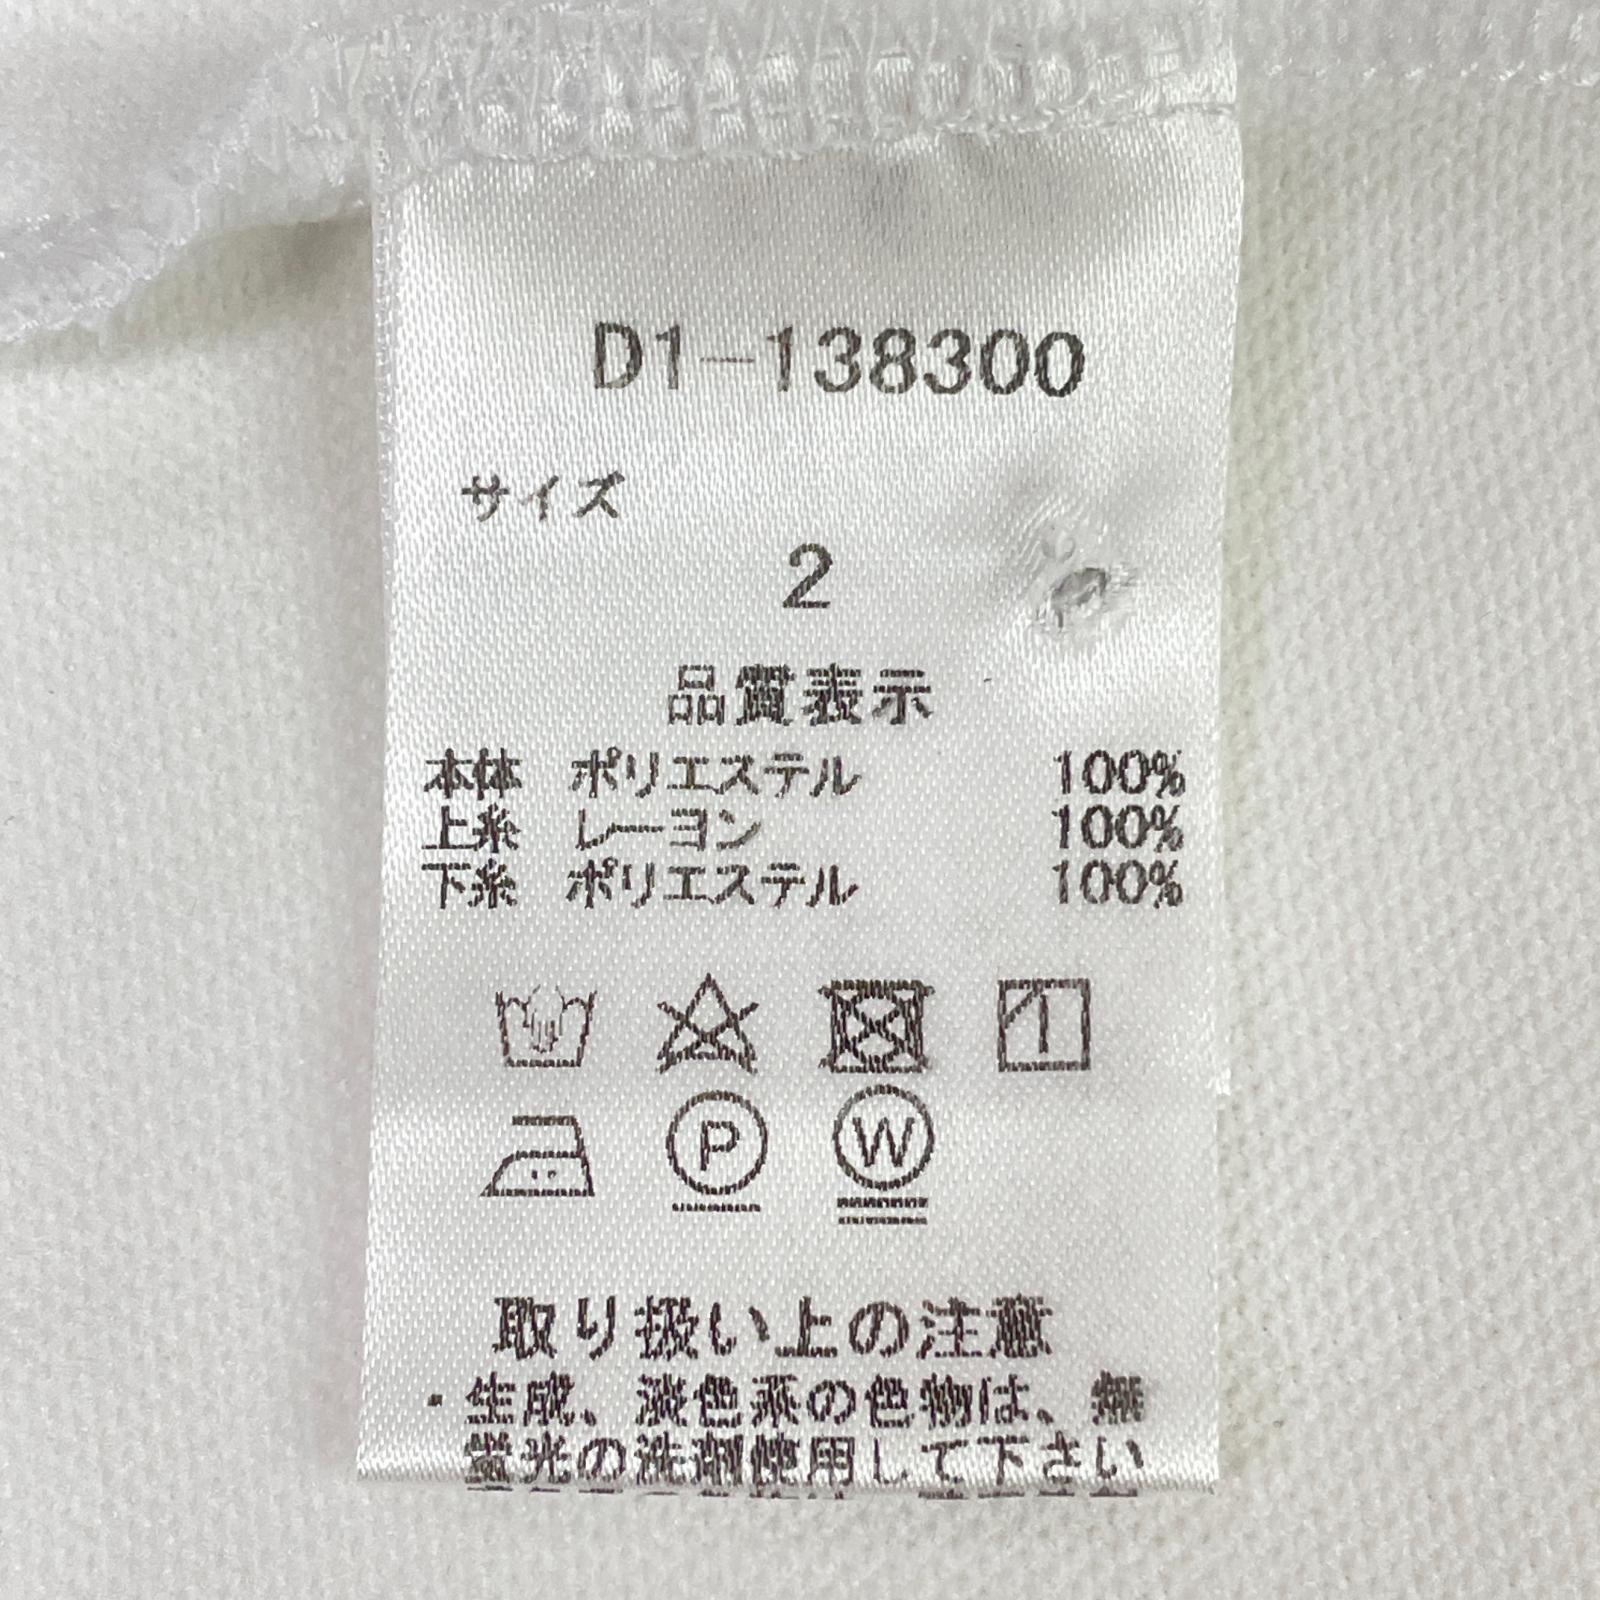 D1-138300
サイズ
2
品質表示
本体 ポリエステル 100%
上糸 レーヨン 100%
下糸 ポリエステル 100%
P W
取り扱い上の注意
・生成、淡色系の色物は、無
蛍光の洗剤使用して下さい